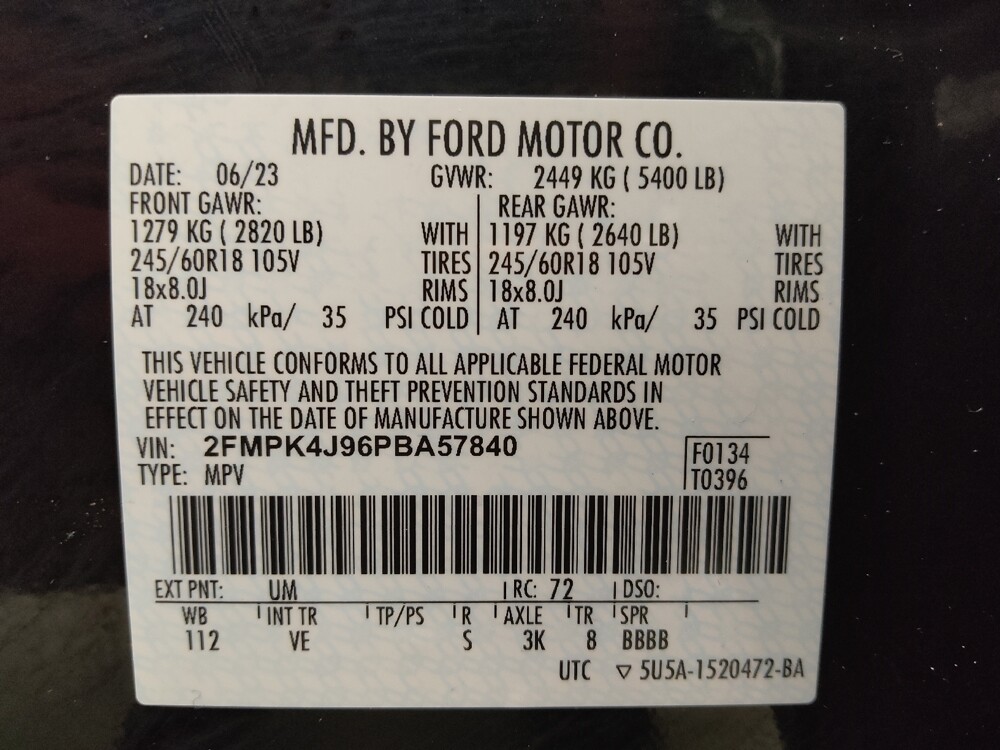 MFD. BY FORD MOTOR CO.
DATE: 06/23 GVWR: 2449 KG ( 5400 LB)
FRONT GAWR: REAR GAWR:
1279 KG ( 2820 LB) WITH 1197 KG ( 2640 LB) WITH
245/60R18 105V TIRES 245/60R18 105V TIRES
18x8.0J RIMS 18x8.0J RIMS
AT 240 kPa/ 35 PSI COLD AT 240 kPa/ 35 PSI COLD
THIS VEHICLE CONFORMS TO ALL APPLICABLE FEDERAL MOTOR
VEHICLE SAFETY AND THEFT PREVENTION STANDARDS IN
EFFECT ON THE DATE OF MANUFACTURE SHOWN ABOVE.
VIN: 2FMPK4J96PBA57840 F0134
TYPE: MPV T0396
EXT PNT: UM RC: 72 DSO:
WB INT TR TP/PS R AXLE TR SPR
112 VE S 3K 8 BBBB
UTC ▽ 5U5A-1520472-BA